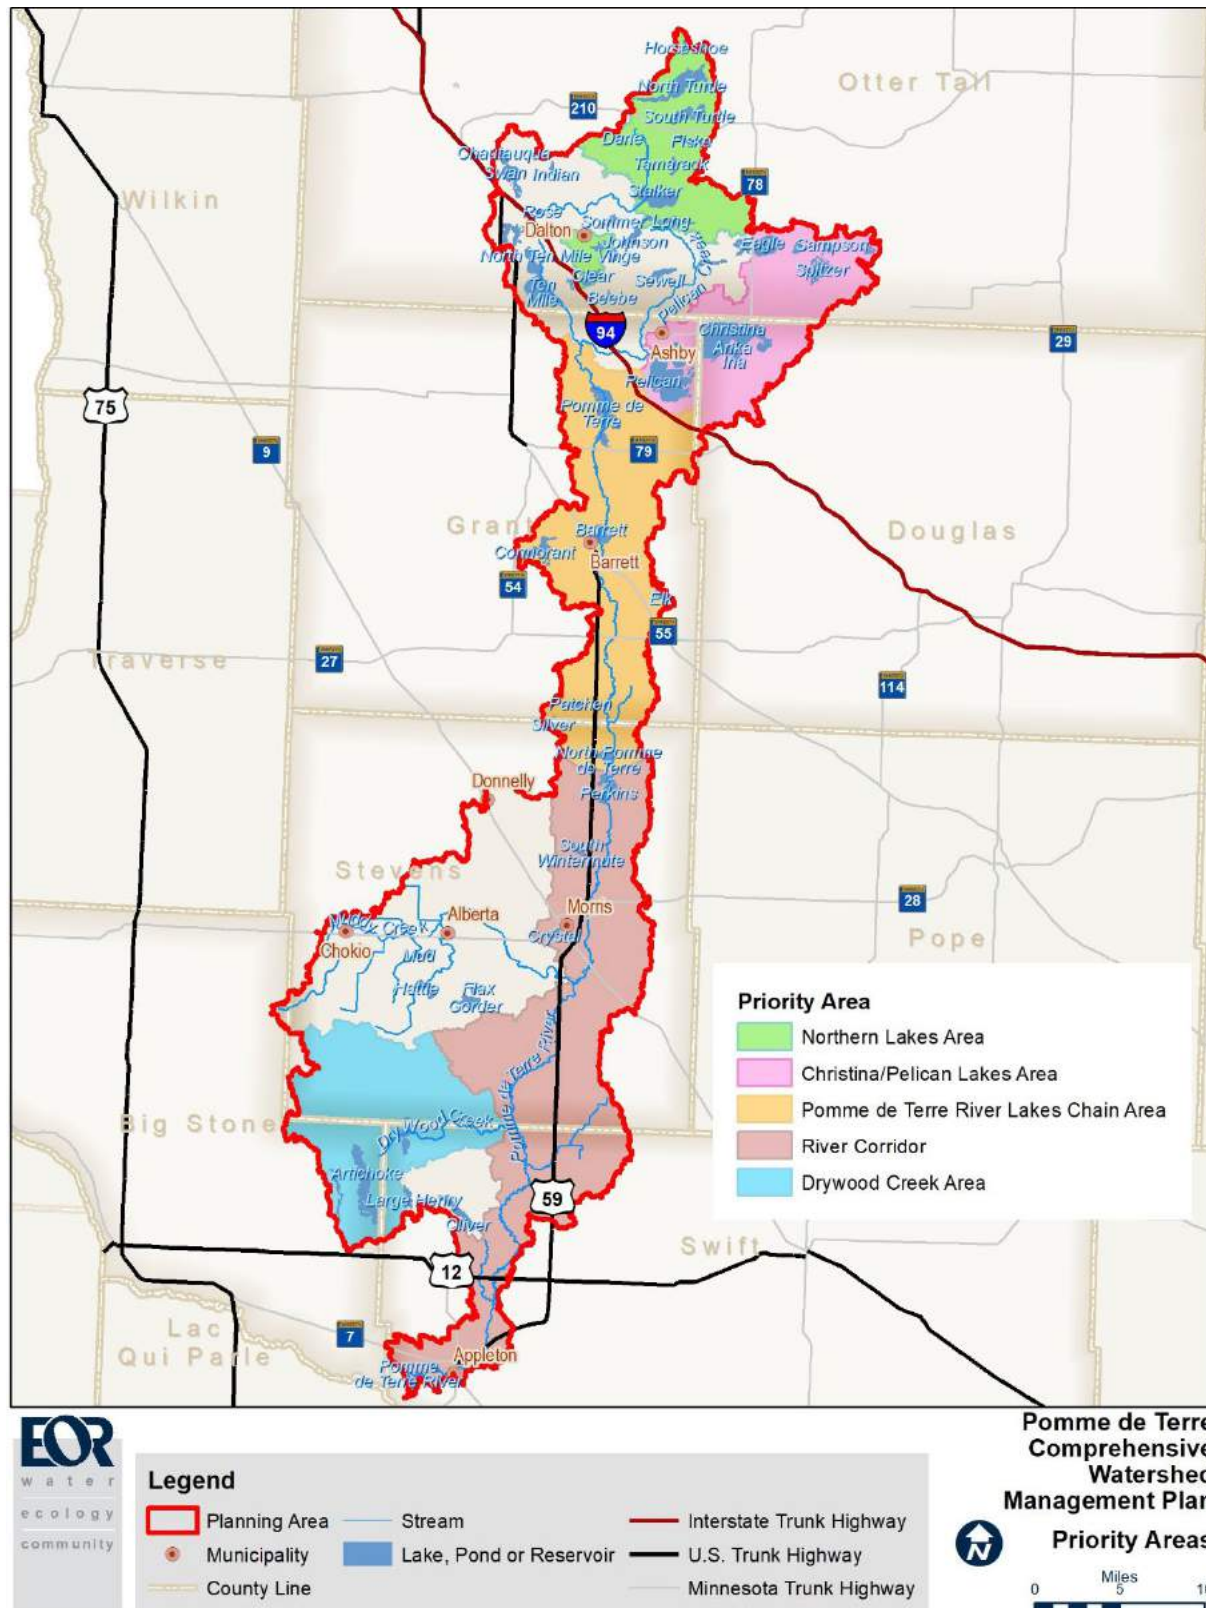 Horseshoe
Otter Tail
North Turtle
210
South Turtle
Dane
Fiske
Chautauqua
Tamarack
Swan
Indian
78
Stalker
Wilkin
Rose
Sommer
Long
Dalton
Johnson
Eagle
Sampson
North Ten Mile
Vinge
Spitzer
Clear
Sewell
Pelican Creek
Ten
Mile
Beebe
94
Christina
29
Anka
Ashby
Ina
Pelican
75
Pomme de
Terre
9
79
Grant
Douglas
Barrett
Cormorant
Barrett
54
Elk
55
Traverse
27
114
Patchen
Silver
North Pomme
de Terre
Donnelly
Perkins
South
Wintermute
Stevens
28
Morris
Alberta
Muddy Creek
Crystal
Pope
Chokio
Mud
Hattie
Flax
Gorder
Pomme de Terre River
Priority Area
Northern Lakes Area
Christina/Pelican Lakes Area
Pomme de Terre River Lakes Chain Area
River Corridor
Drywood Creek Area
Big Stone
Dry Wood Creek
Artichoke
Large Henry
59
Oliver
Swift
12
Lac
Qui Parle
7
Appleton
Pomme
de Terre River
EOR
water
ecology
community
Legend
Planning Area
Stream
Interstate Trunk Highway
Municipality
Lake, Pond or Reservoir
U.S. Trunk Highway
County Line
Minnesota Trunk Highway
Pomme de Terre
Comprehensive
Watershed
Management Plan
N
Priority Areas
Miles
0 5 10